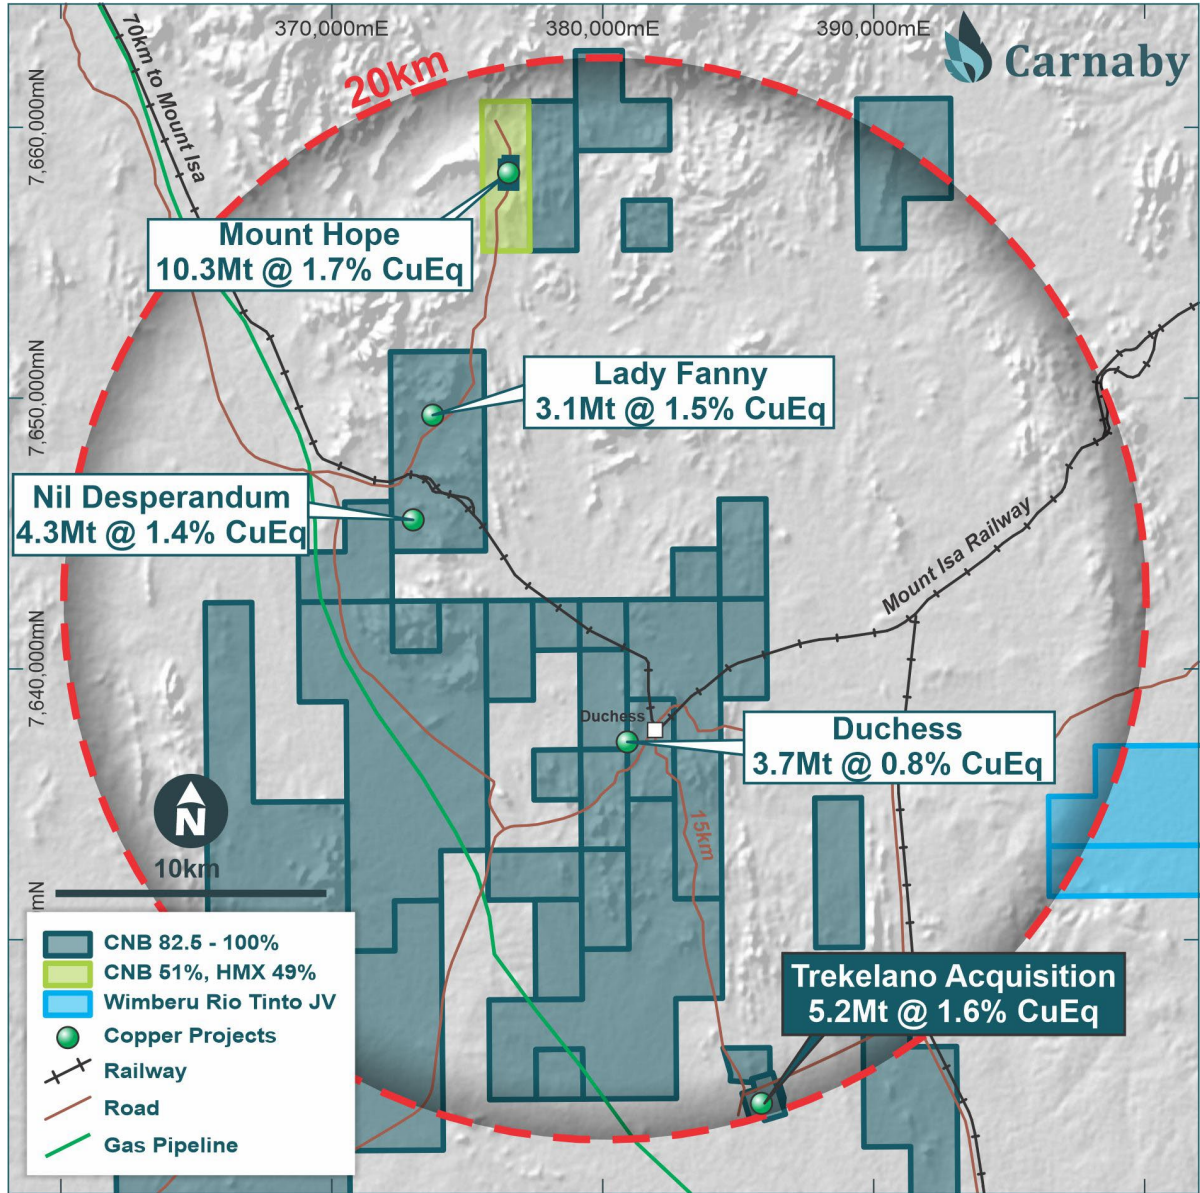 370,000mE
380,000mE
390,000mE
Carnaby
20km
70km to Mount Isa
7,660,000mN
Mount Hope
10.3Mt @ 1.7% CuEq
7,650,000mN
Lady Fanny
3.1Mt @ 1.5% CuEq
Nil Desperandum
4.3Mt @ 1.4% CuEq
Mount Isa Railway
7,640,000mN
Duchess
Duchess
3.7Mt @ 0.8% CuEq
N
10km
15km
mN
CNB 82.5 - 100%
CNB 51%, HMX 49%
Wimberu Rio Tinto JV
Copper Projects
Railway
Road
Gas Pipeline
Trekelano Acquisition
5.2Mt @ 1.6% CuEq